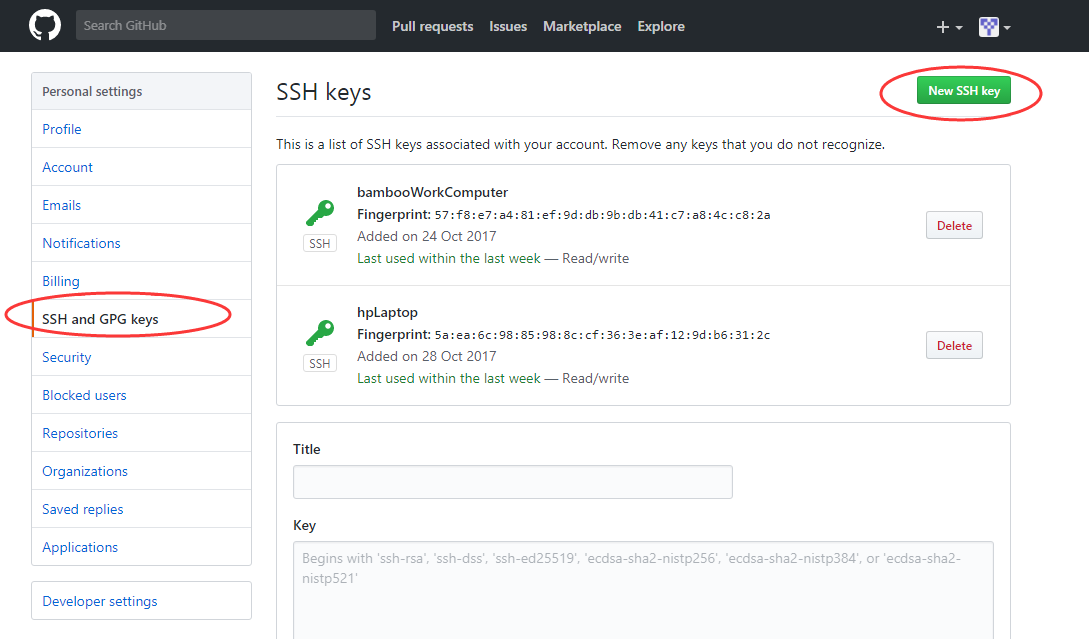 Search GitHub
Pull requests
Issues
Marketplace
Explore
Personal settings
Profile
Account
Emails
Notifications
Billing
SSH and GPG keys
Security
Blocked users
Repositories
Organizations
Saved replies
Applications
Developer settings
SSH keys
New SSH key
This is a list of SSH keys associated with your account. Remove any keys that you do not recognize.
bambooWorkComputer
Fingerprint: 57:f8:e7:a4:81:ef:9d:db:9b:db:41:c7:a8:4c:c8:2a
Added on 24 Oct 2017
Last used within the last week — Read/write
SSH
Delete
hpLaptop
Fingerprint: 5a:ea:6c:98:85:98:8c:cf:36:3e:af:12:9d:b6:31:2c
Added on 28 Oct 2017
Last used within the last week — Read/write
SSH
Delete
Title
Key
Begins with 'ssh-rsa', 'ssh-dss', 'ssh-ed25519', 'ecdsa-sha2-nistp256', 'ecdsa-sha2-nistp384', or 'ecdsa-sha2-
nistp521'